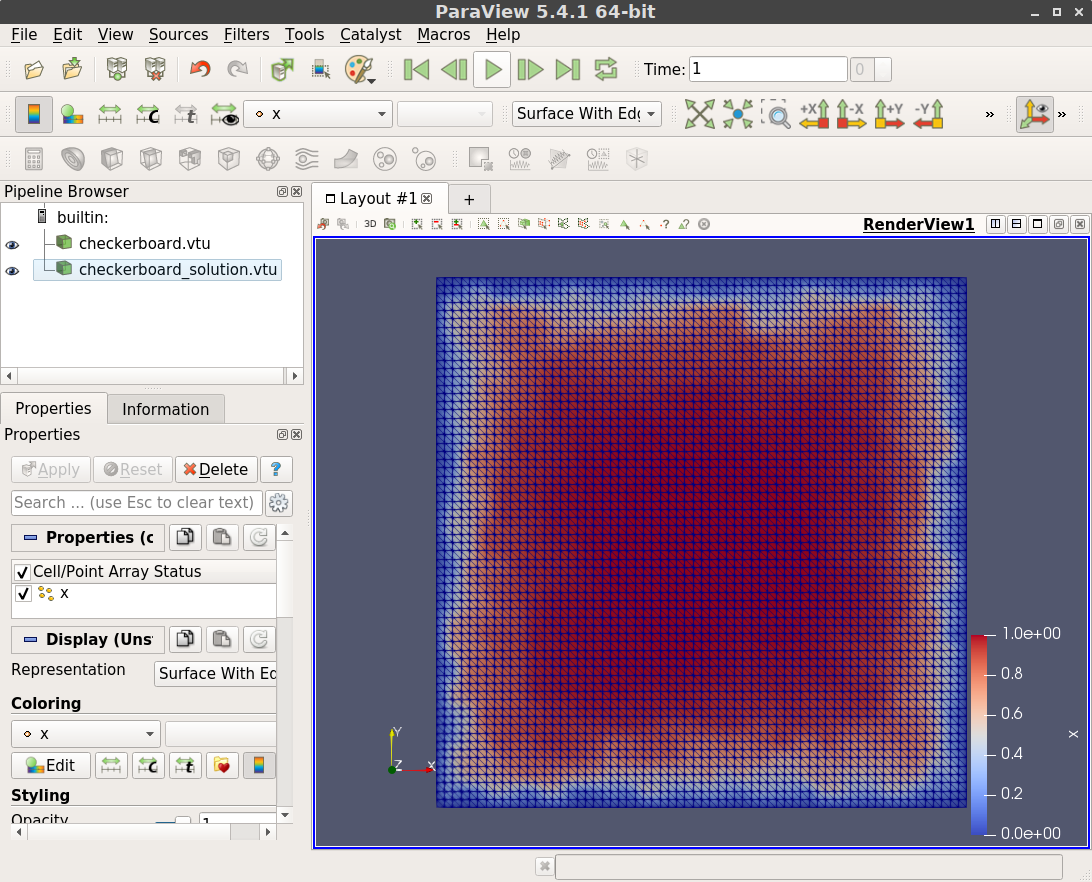 ParaView 5.4.1 64-bit
File Edit View Sources Filters Tools Catalyst Macros Help
Time: 1 0
x Surface With Edg +X -X +Y -Y »  »
Pipeline Browser
builtin:
checkerboard.vtu
checkerboard_solution.vtu
Layout #1 +
3D RenderView1
Properties Information
Properties
Apply Reset Delete ?
Search ... (use Esc to clear text)
Properties (c
Cell/Point Array Status
x
Display (Uns
Representation Surface With Ed
Coloring
x
Edit
Styling
Opacity 1
Y
Z X
1.0e+00
0.8
0.6
0.4
0.2
0.0e+00
x